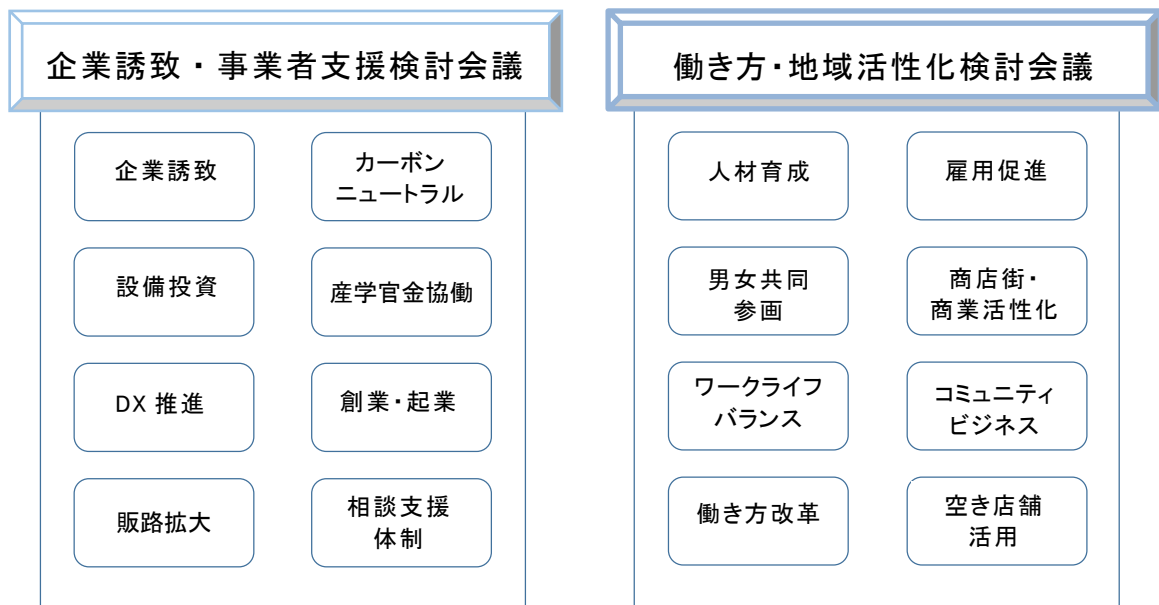 企業誘致・事業者支援検討会議
企業誘致
カーボン
ニュートラル
設備投資
産学官金協働
DX 推進
創業・起業
販路拡大
相談支援
体制
働き方・地域活性化検討会議
人材育成
雇用促進
男女共同
参画
商店街・
商業活性化
ワークライフ
バランス
コミュニティ
ビジネス
働き方改革
空き店舗
活用